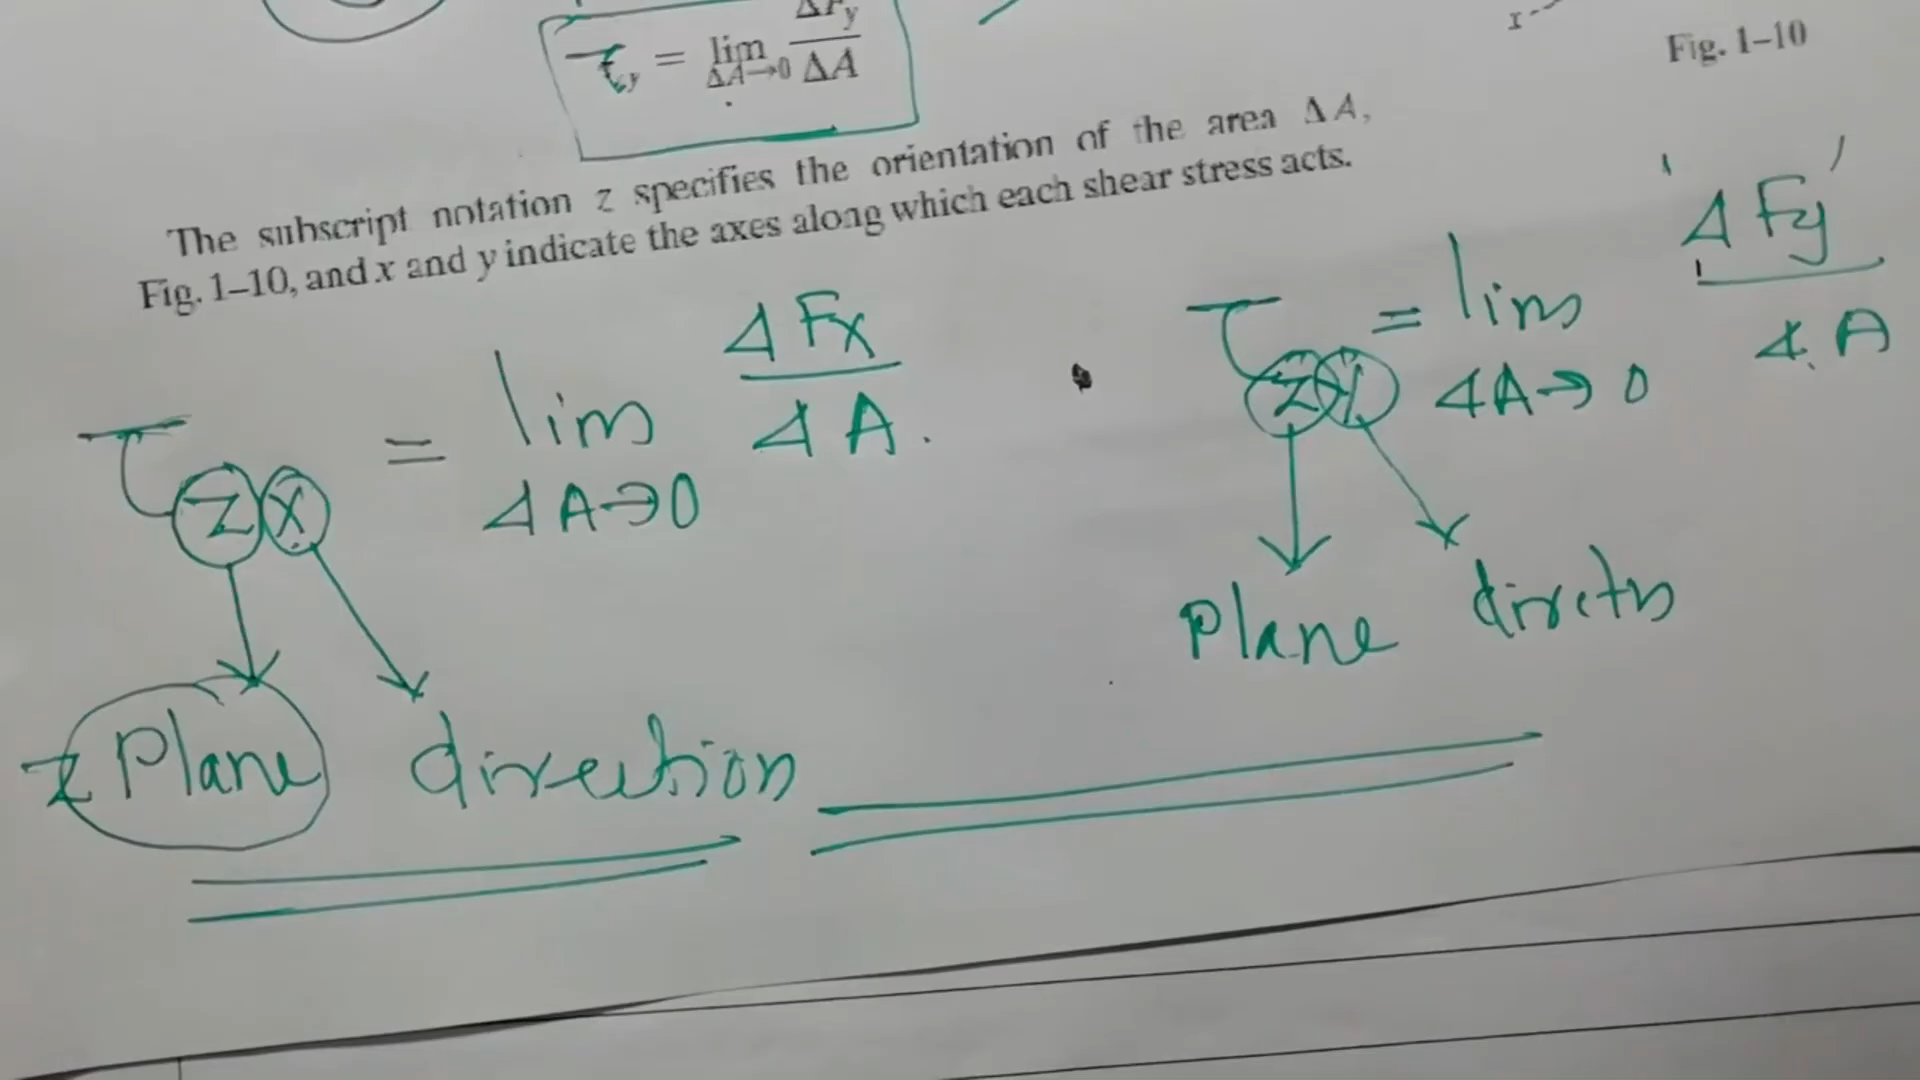 τzy = lim ΔA→0 ΔFy / ΔA
Fig. 1–10
The subscript notation z specifies the orientation of the area ΔA,
Fig. 1–10, and x and y indicate the axes along which each shear stress acts.
τzx = lim ΔA→0 ΔFx / ΔA.
τzy = lim ΔA→0 ΔFy / ΔA
z Plane direction
Plane